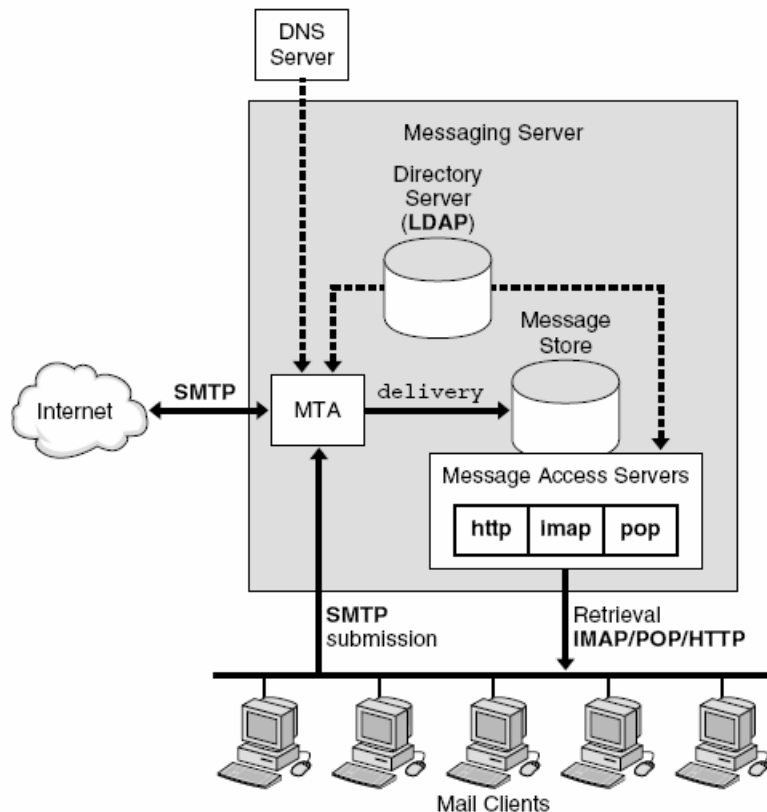 DNS
Server
Messaging Server
Directory
Server
(LDAP)
Message
Store
Internet
SMTP
MTA
delivery
Message Access Servers
http
imap
pop
SMTP
submission
Retrieval
IMAP/POP/HTTP
Mail Clients